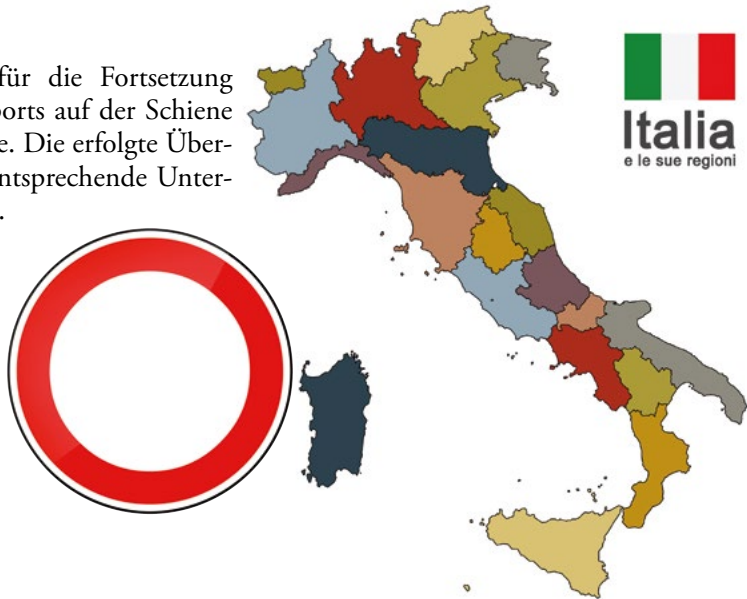 für die Fortsetzung
ports auf der Schiene
e. Die erfolgte Über-
ntsprechende Unter-
.
Italia
e le sue regioni